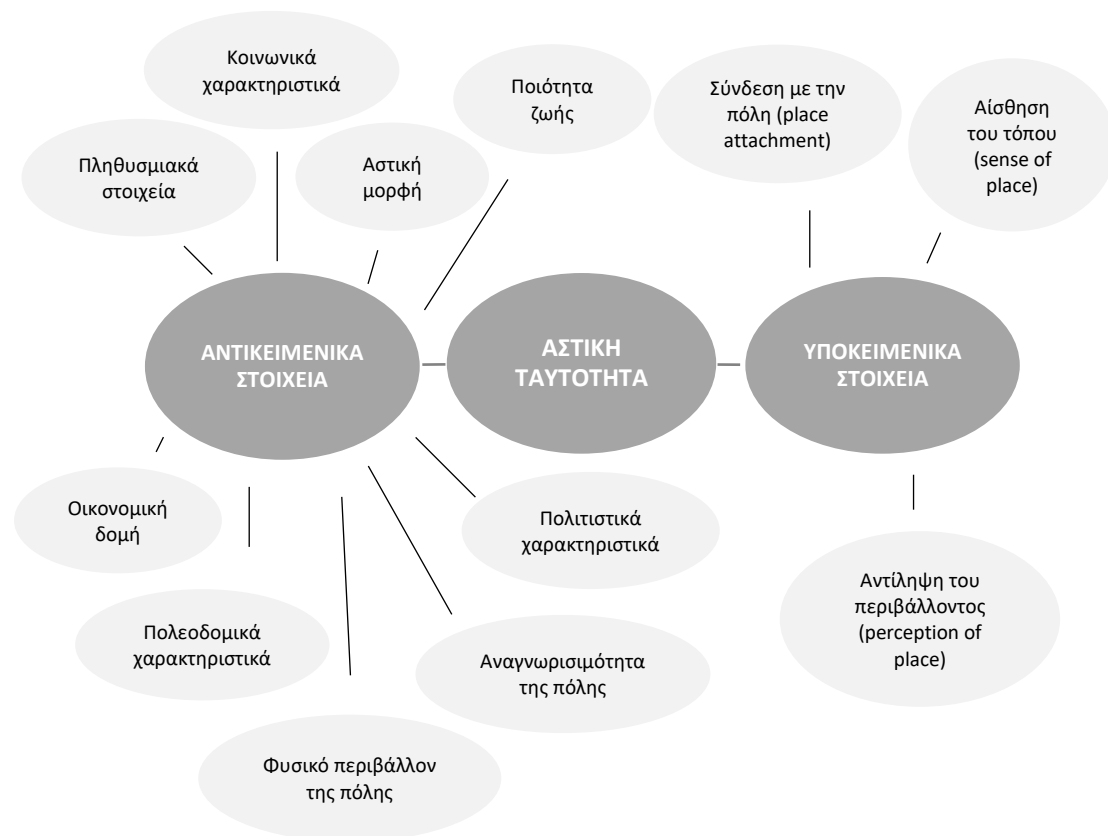 Κοινωνικά
χαρακτηριστικά
Ποιότητα
ζωής
Σύνδεση με την
πόλη (place
attachment)
Αίσθηση
του τόπου
(sense of
place)
Πληθυσμιακά
στοιχεία
Αστική
μορφή
ΑΝΤΙΚΕΙΜΕΝΙΚΑ
ΣΤΟΙΧΕΙΑ
ΑΣΤΙΚΗ
ΤΑΥΤΟΤΗΤΑ
ΥΠΟΚΕΙΜΕΝΙΚΑ
ΣΤΟΙΧΕΙΑ
Οικονομική
δομή
Πολιτιστικά
χαρακτηριστικά
Πολεοδομικά
χαρακτηριστικά
Αναγνωρισιμότητα
της πόλης
Αντίληψη του
περιβάλλοντος
(perception of
place)
Φυσικό περιβάλλον
της πόλης